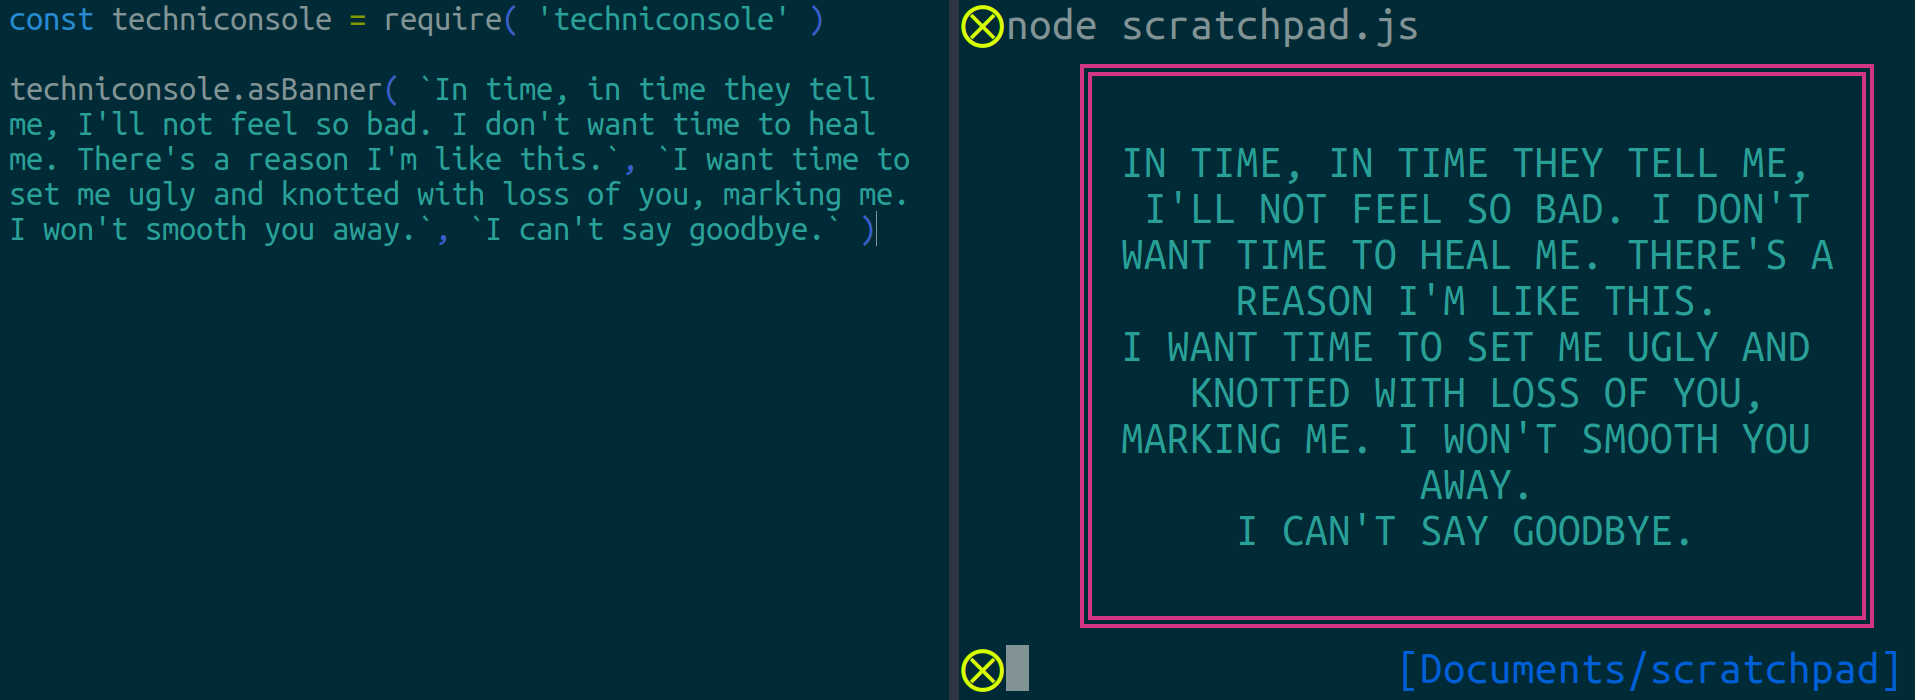 const techniconsole = require( 'techniconsole' )
techniconsole.asBanner( `In time, in time they tell
me, I'll not feel so bad. I don't want time to heal
me. There's a reason I'm like this.`, `I want time to
set me ugly and knotted with loss of you, marking me.
I won't smooth you away.`, `I can't say goodbye.` )
node scratchpad.js
IN TIME, IN TIME THEY TELL ME,
I'LL NOT FEEL SO BAD. I DON'T
WANT TIME TO HEAL ME. THERE'S A
REASON I'M LIKE THIS.
I WANT TIME TO SET ME UGLY AND
KNOTTED WITH LOSS OF YOU,
MARKING ME. I WON'T SMOOTH YOU
AWAY.
I CAN'T SAY GOODBYE.
[Documents/scratchpad]